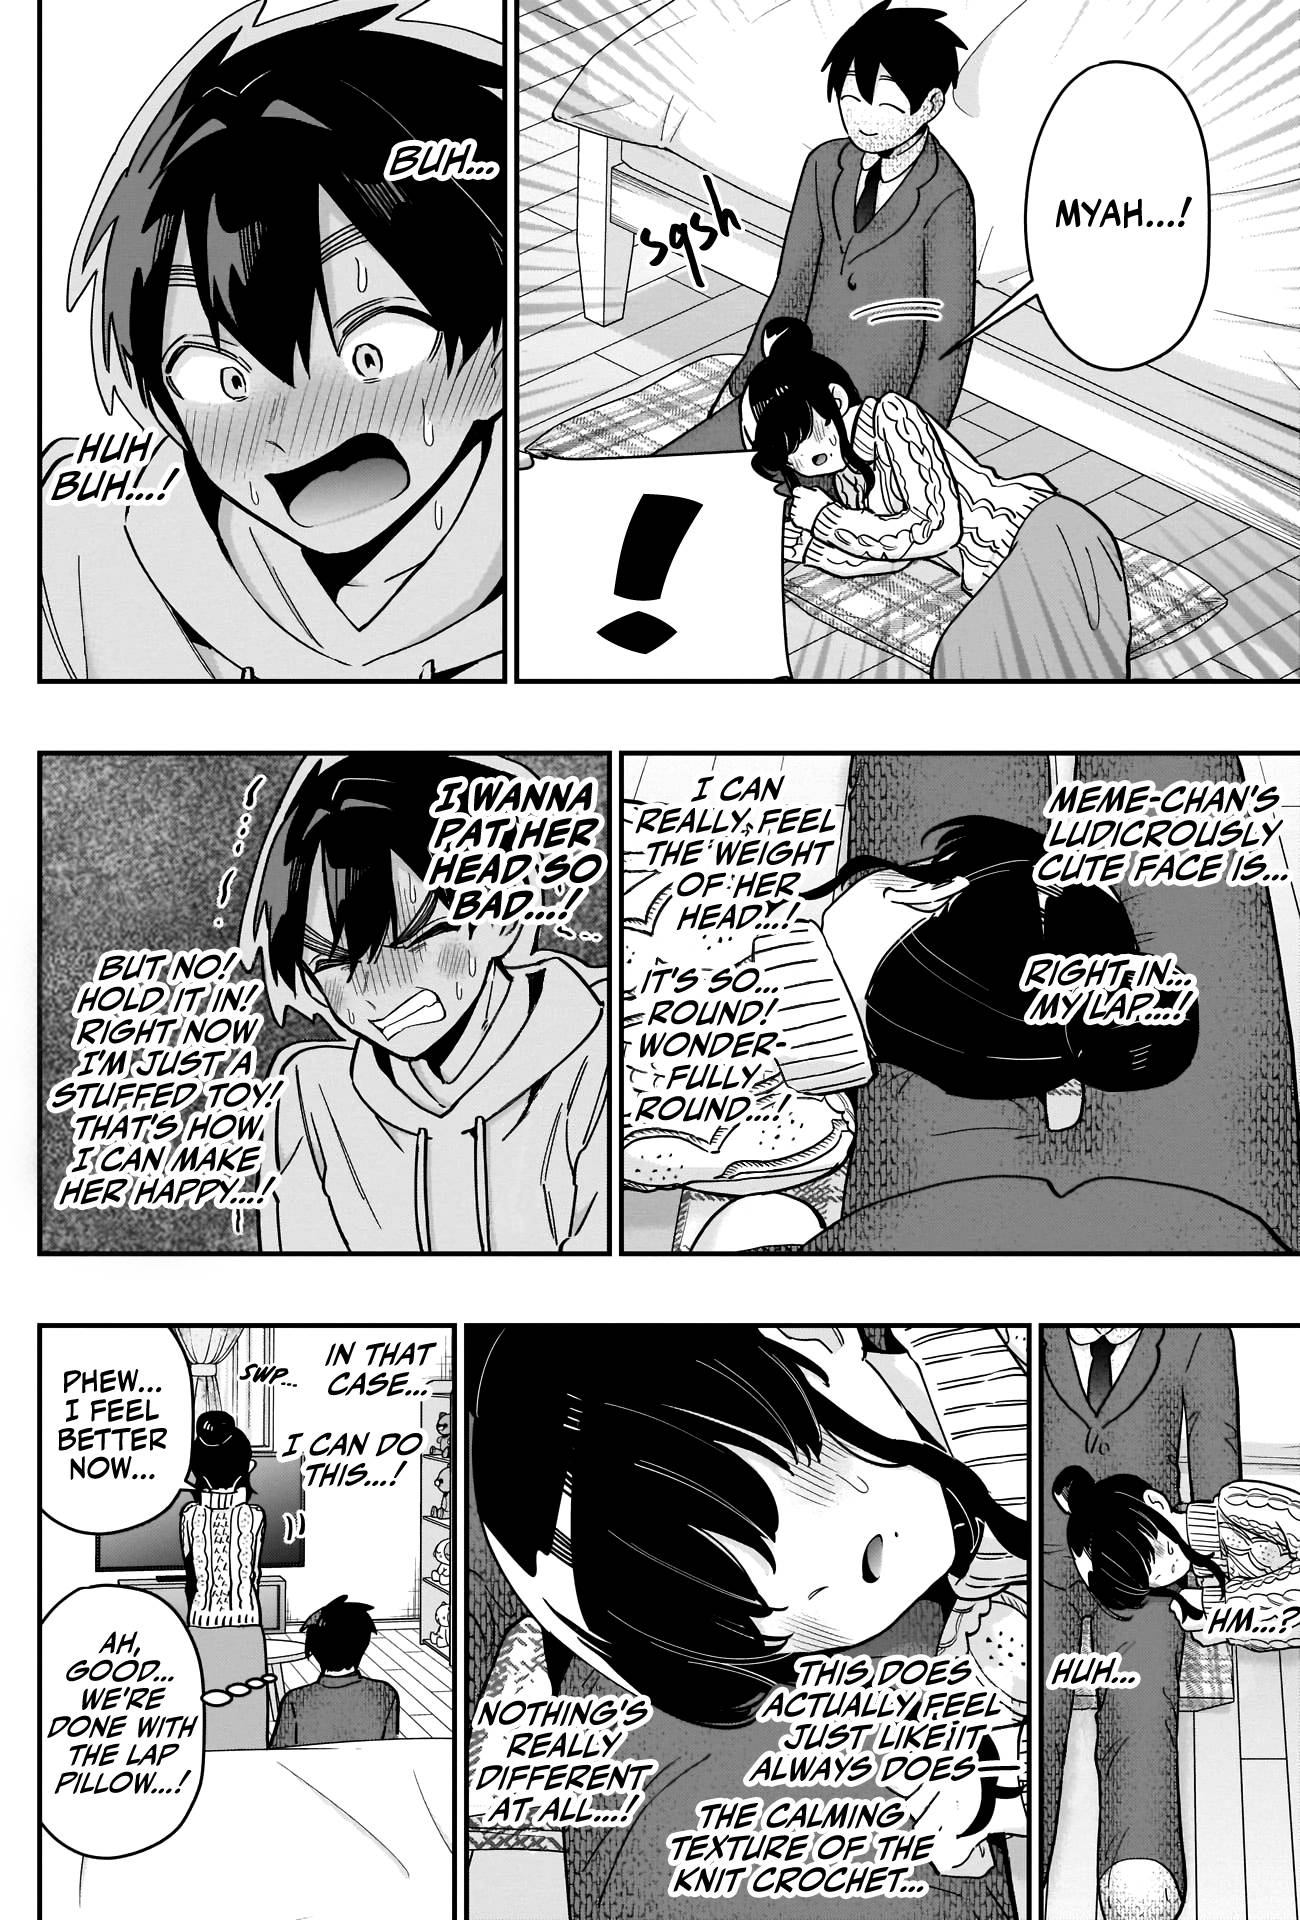 MYAH...!
sqsh
!
BUH...
HUH
BUH...!
MEME-CHAN'S
LUDICROUSLY
CUTE FACE IS...
RIGHT IN...
MY LAP...!
I CAN
REALLY FEEL
THE WEIGHT
OF HER
HEAD...!
IT'S SO...
ROUND!
WONDER-
FULLY
ROUND...!
I WANNA
PAT HER
HEAD SO
BAD...!
BUT NO!
HOLD IT IN!
RIGHT NOW
I'M JUST A
STUFFED TOY!
THAT'S HOW
I CAN MAKE
HER HAPPY...!
HM...?
HUH...
THIS DOES
ACTUALLY FEEL
JUST LIKE IT
ALWAYS DOES—
THE CALMING
TEXTURE OF THE
KNIT CROCHET...
NOTHING'S
REALLY
DIFFERENT
AT ALL...!
IN THAT
CASE...
I CAN DO
THIS...!
SWP...
PHEW...
I FEEL
BETTER
NOW...
AH,
GOOD...
WE'RE
DONE WITH
THE LAP
PILLOW...!